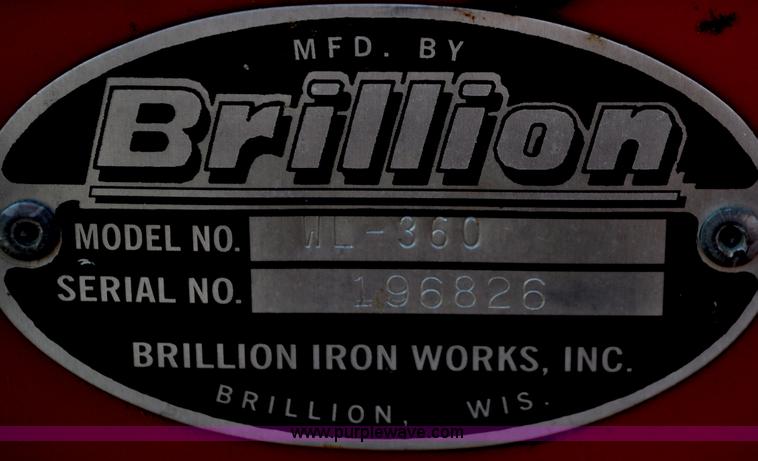 MFD. BY
Brillion
MODEL NO. WL-360
SERIAL NO. 196826
BRILLION IRON WORKS, INC.
BRILLION, WIS.
www.purplewave.com